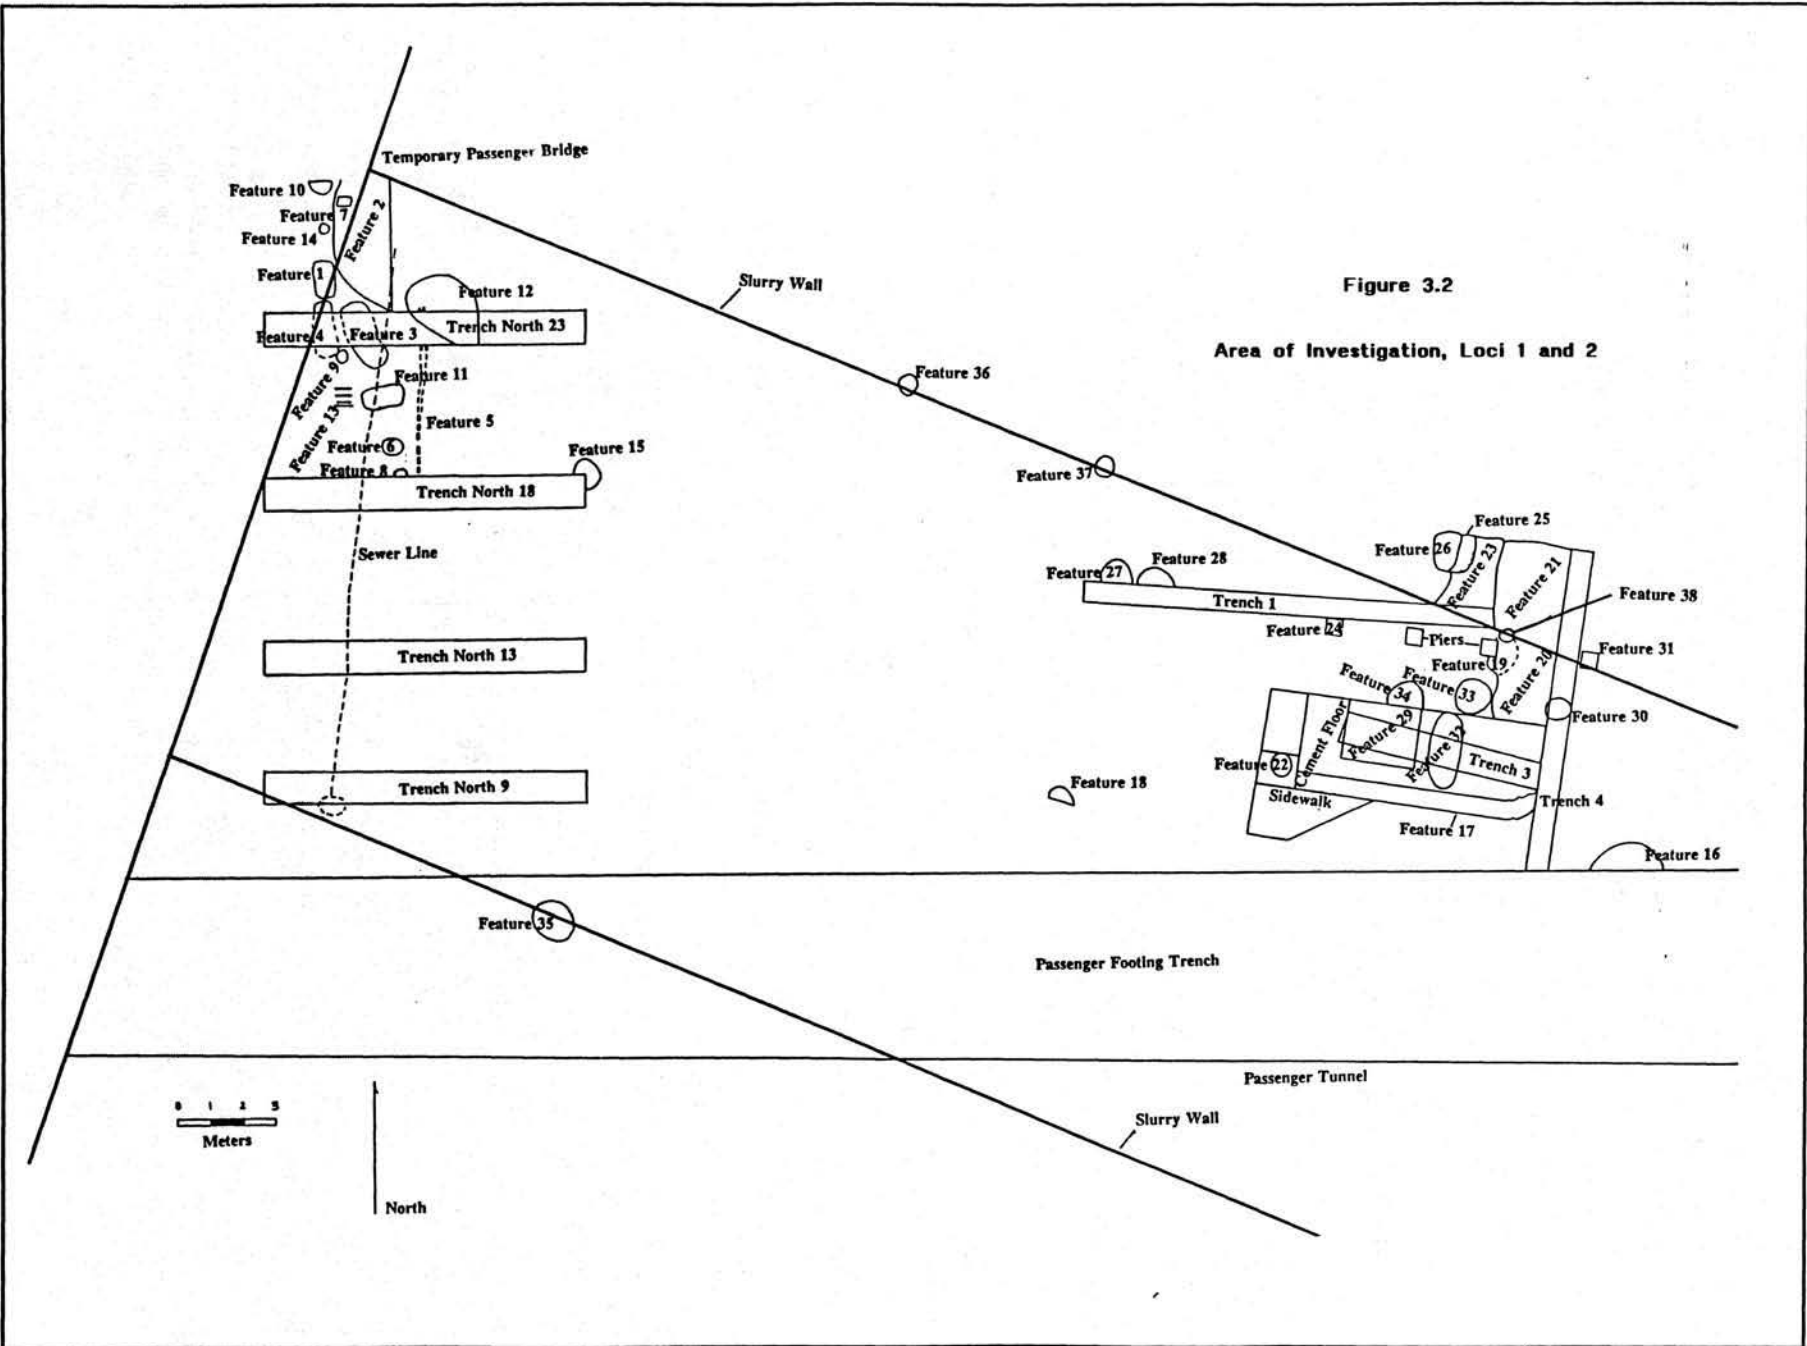 Temporary Passenger Bridge
Feature 10
Feature 7
Feature 2
Feature 14
Feature 1
Feature 12
Slurry Wall
Figure 3.2
Area of Investigation, Loci 1 and 2
Feature 4
Feature 3
Trench North 23
Feature 9
Feature 11
Feature 13
Feature 5
Feature 6
Feature 8
Feature 15
Trench North 18
Sewer Line
Trench North 13
Trench North 9
Feature 36
Feature 37
Feature 25
Feature 26
Feature 23
Feature 21
Feature 27
Feature 28
Trench 1
Feature 38
Feature 24
Piers
Feature 31
Feature 19
Feature 20
Feature 34
Feature 33
Feature 30
Cement Floor
Feature 29
Feature 32
Trench 3
Feature 22
Feature 18
Sidewalk
Trench 4
Feature 17
Feature 16
Feature 35
Passenger Footing Trench
Passenger Tunnel
0 1 2 3
Meters
North
Slurry Wall